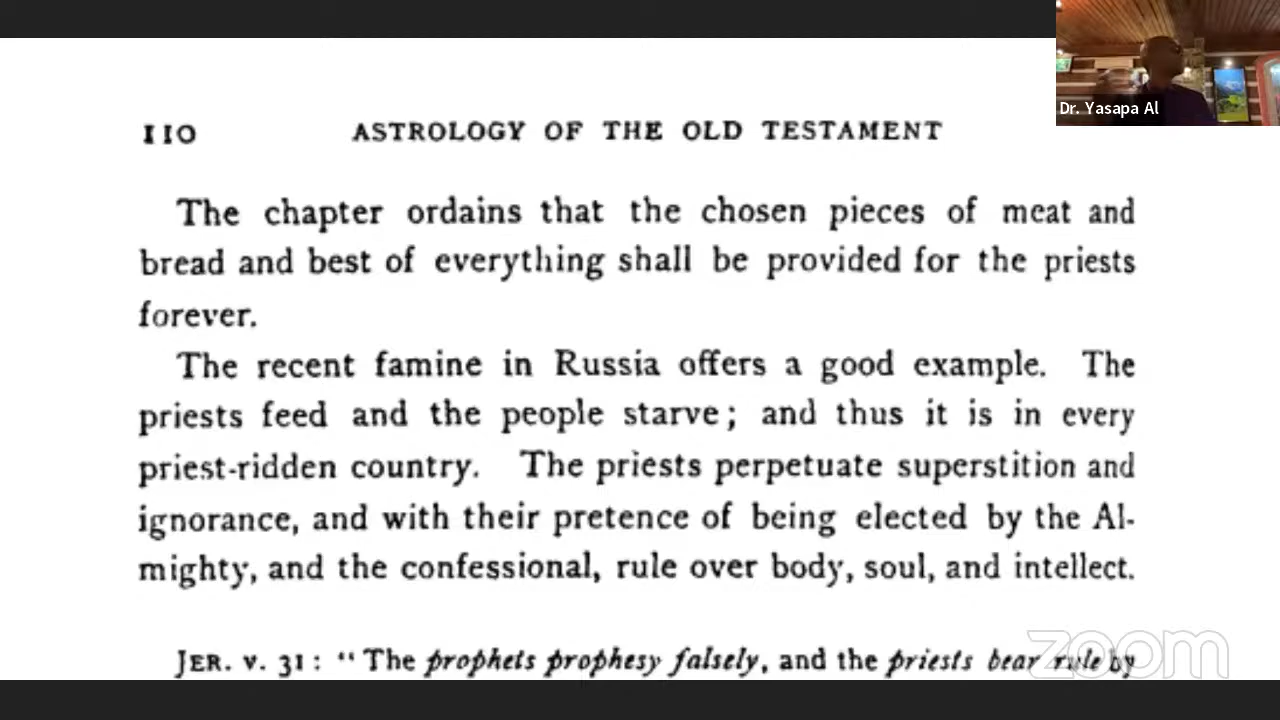 Dr. Yasapa Al
110 ASTROLOGY OF THE OLD TESTAMENT
The chapter ordains that the chosen pieces of meat and
bread and best of everything shall be provided for the priests
forever.
The recent famine in Russia offers a good example. The
priests feed and the people starve; and thus it is in every
priest-ridden country. The priests perpetuate superstition and
ignorance, and with their pretence of being elected by the Al-
mighty, and the confessional, rule over body, soul, and intellect.
JER. v. 31: "The prophets prophesy falsely, and the priests bear rule by
zoom